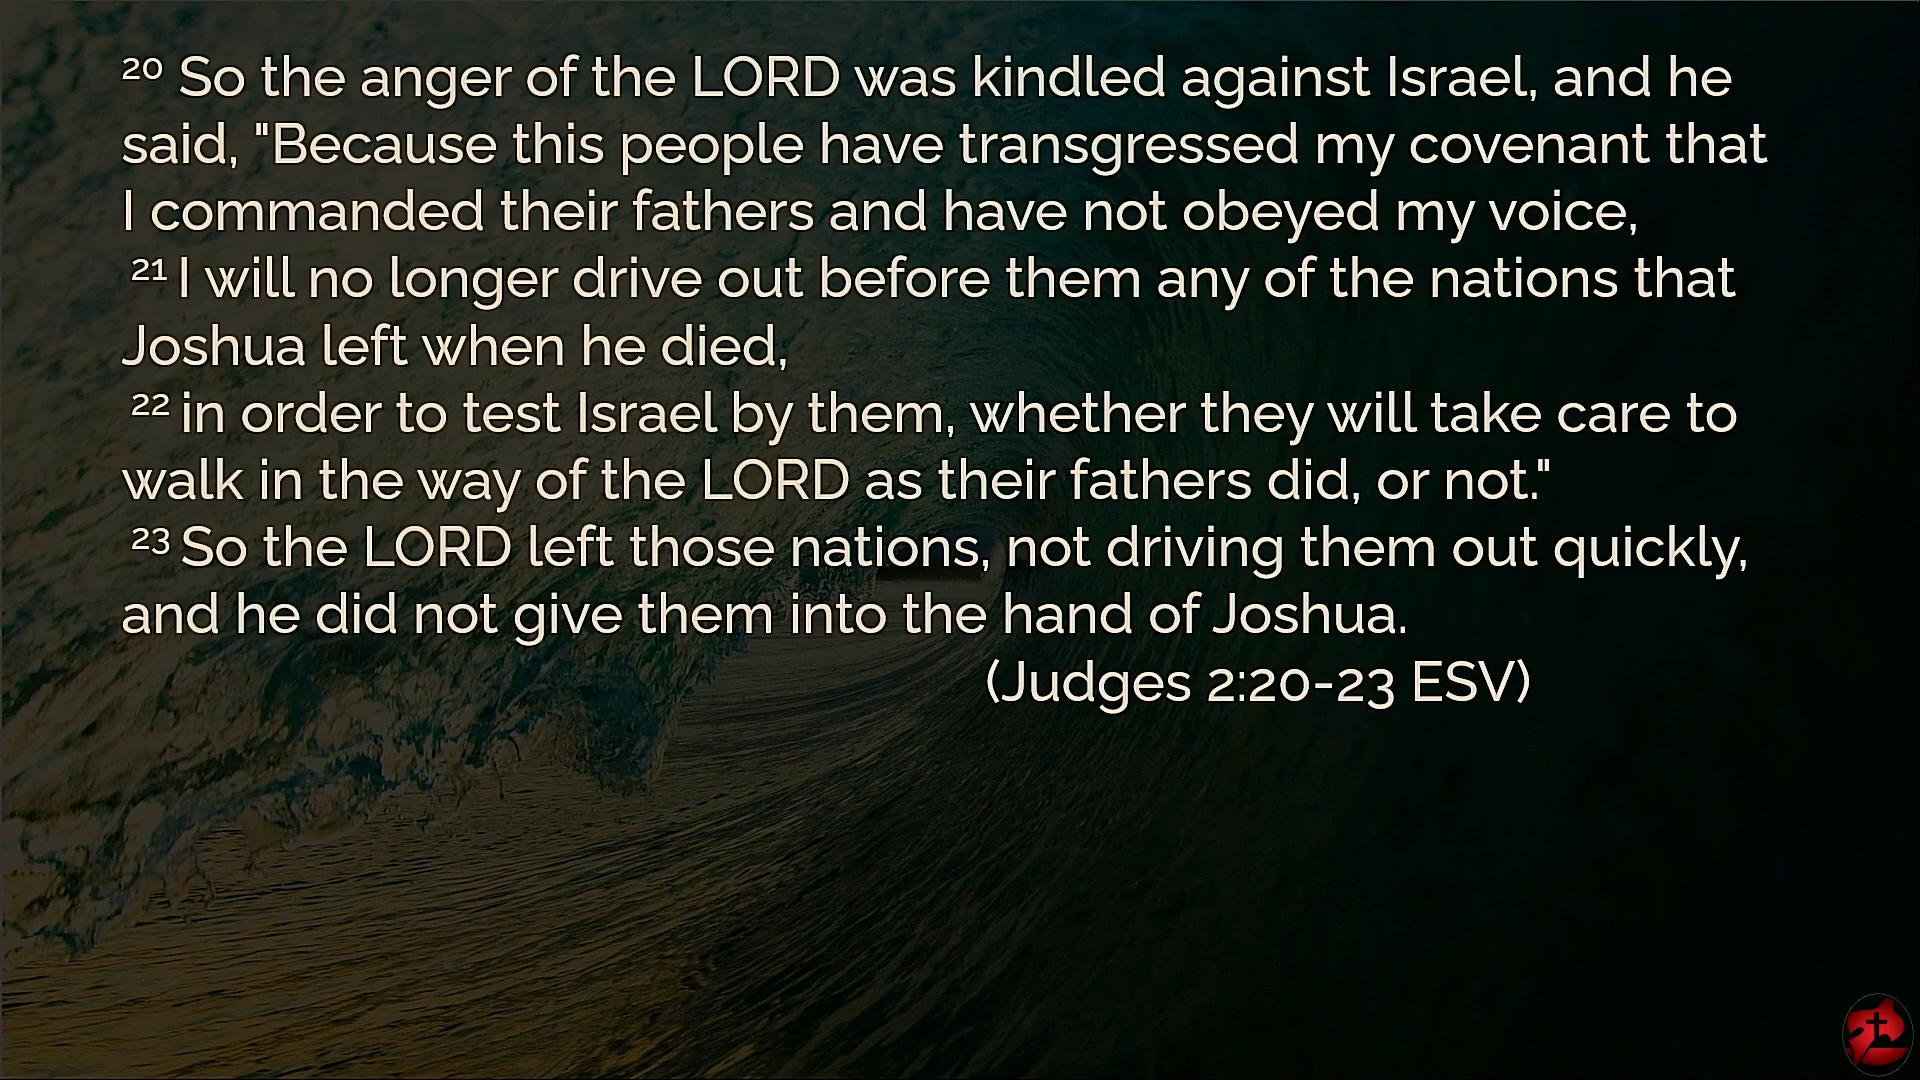 20 So the anger of the LORD was kindled against Israel, and he
said, "Because this people have transgressed my covenant that
I commanded their fathers and have not obeyed my voice,
21 I will no longer drive out before them any of the nations that
Joshua left when he died,
22 in order to test Israel by them, whether they will take care to
walk in the way of the LORD as their fathers did, or not."
23 So the LORD left those nations, not driving them out quickly,
and he did not give them into the hand of Joshua.
(Judges 2:20-23 ESV)